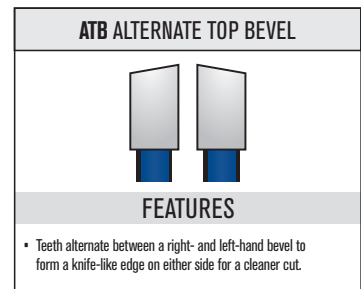 ATB ALTERNATE TOP BEVEL
FEATURES
▪ Teeth alternate between a right- and left-hand bevel to
form a knife-like edge on either side for a cleaner cut.